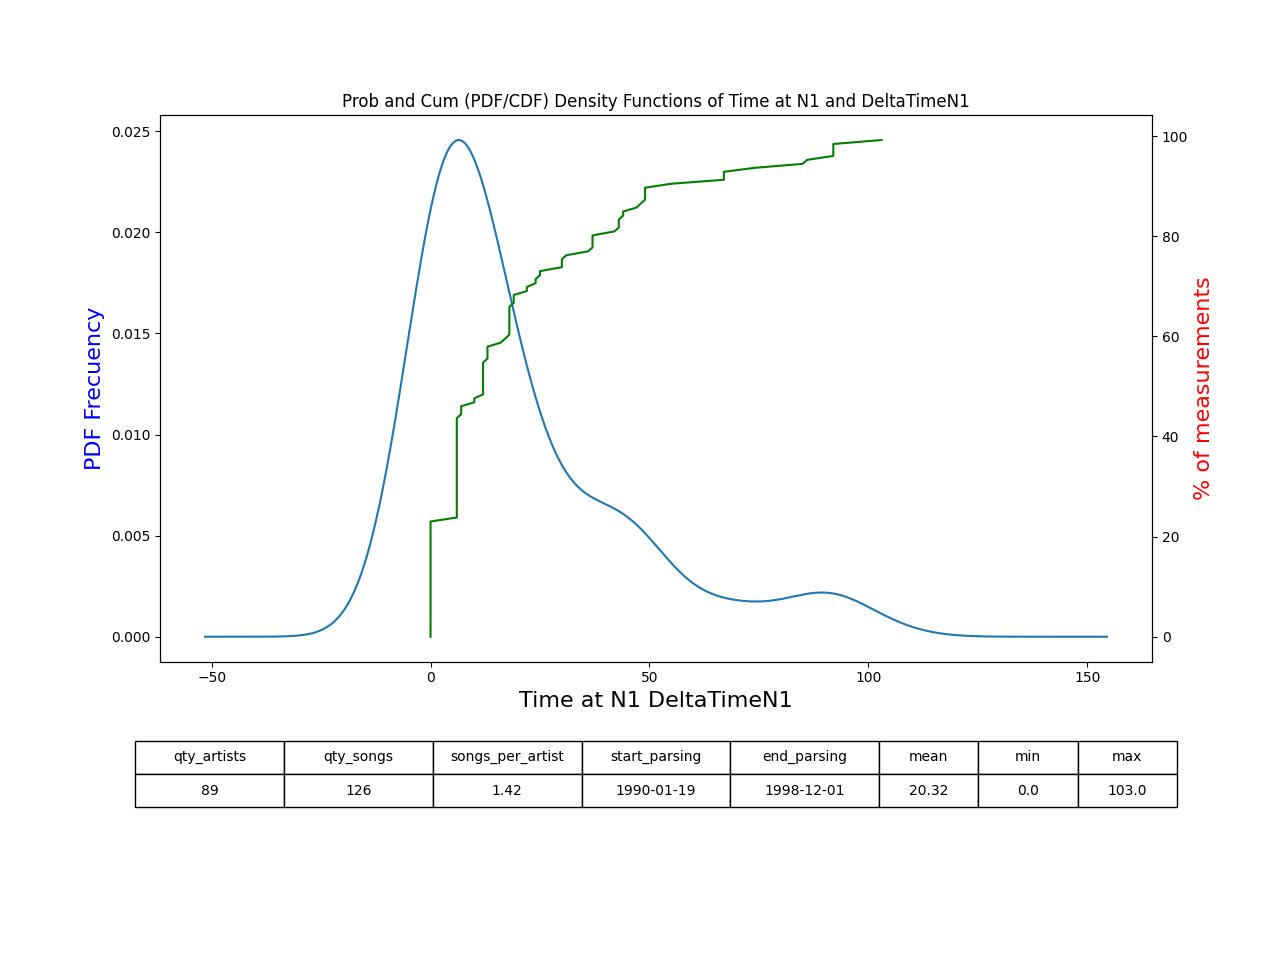 Prob and Cum (PDF/CDF) Density Functions of Time at N1 and DeltaTimeN1
0.025
0.020
0.015
0.010
0.005
0.000
PDF Frecuency
100
80
60
40
20
0
% of measurements
−50 0 50 100 150
Time at N1 DeltaTimeN1
qty_artists qty_songs songs_per_artist start_parsing end_parsing mean min max
89 126 1.42 1990-01-19 1998-12-01 20.32 0.0 103.0